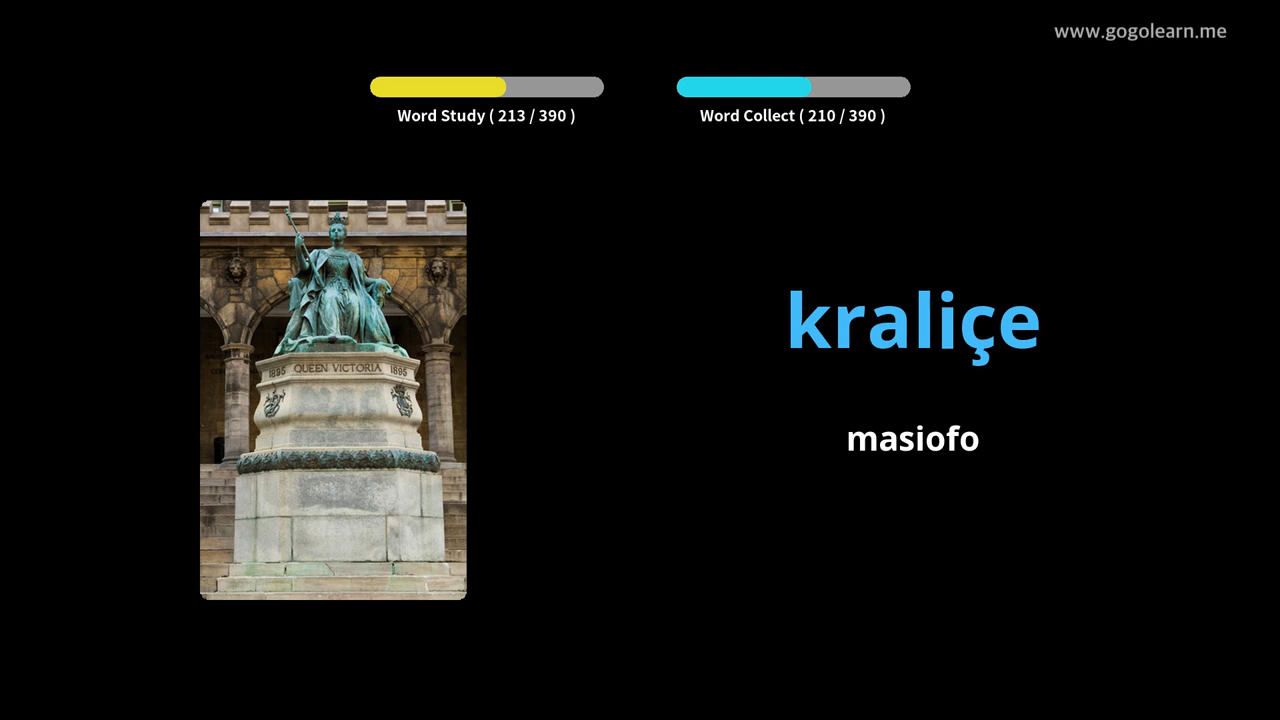 www.gogolearn.me
Word Study ( 213 / 390 )
Word Collect ( 210 / 390 )
1895 QUEEN VICTORIA 1895
kraliçe
masiofo